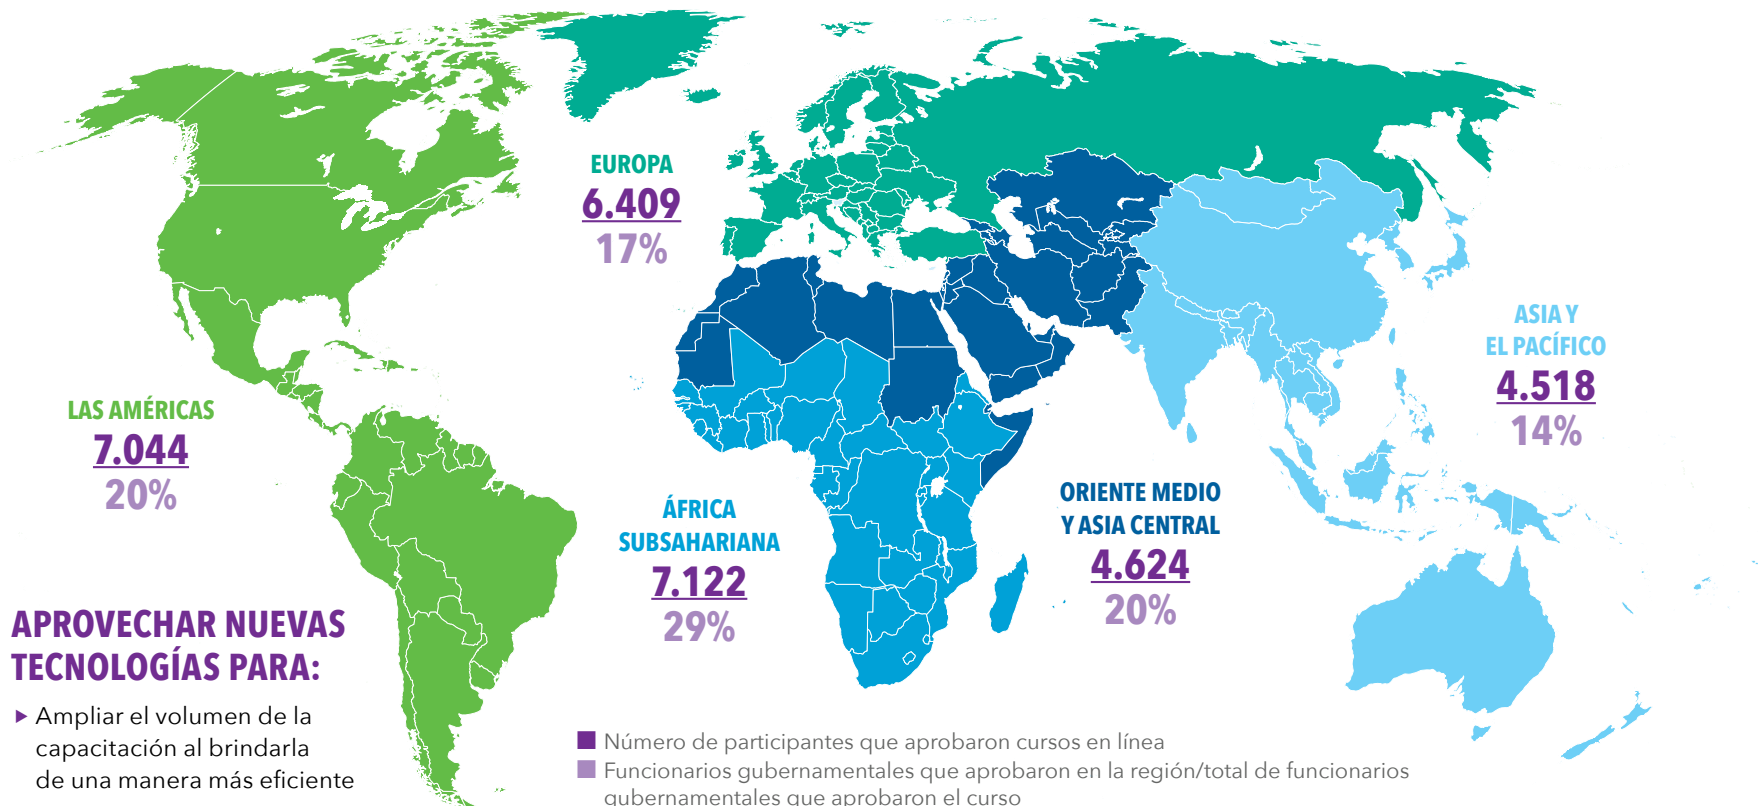 EUROPA
6.409
17%
ASIA Y
EL PACÍFICO
4.518
14%
LAS AMÉRICAS
7.044
20%
ÁFRICA
SUBSAHARIANA
7.122
29%
ORIENTE MEDIO
Y ASIA CENTRAL
4.624
20%
APROVECHAR NUEVAS
TECNOLOGÍAS PARA:
▶ Ampliar el volumen de la
capacitación al brindarla
de una manera más eficiente
Número de participantes que aprobaron cursos en línea
Funcionarios gubernamentales que aprobaron en la región/total de funcionarios
gubernamentales que aprobaron el curso